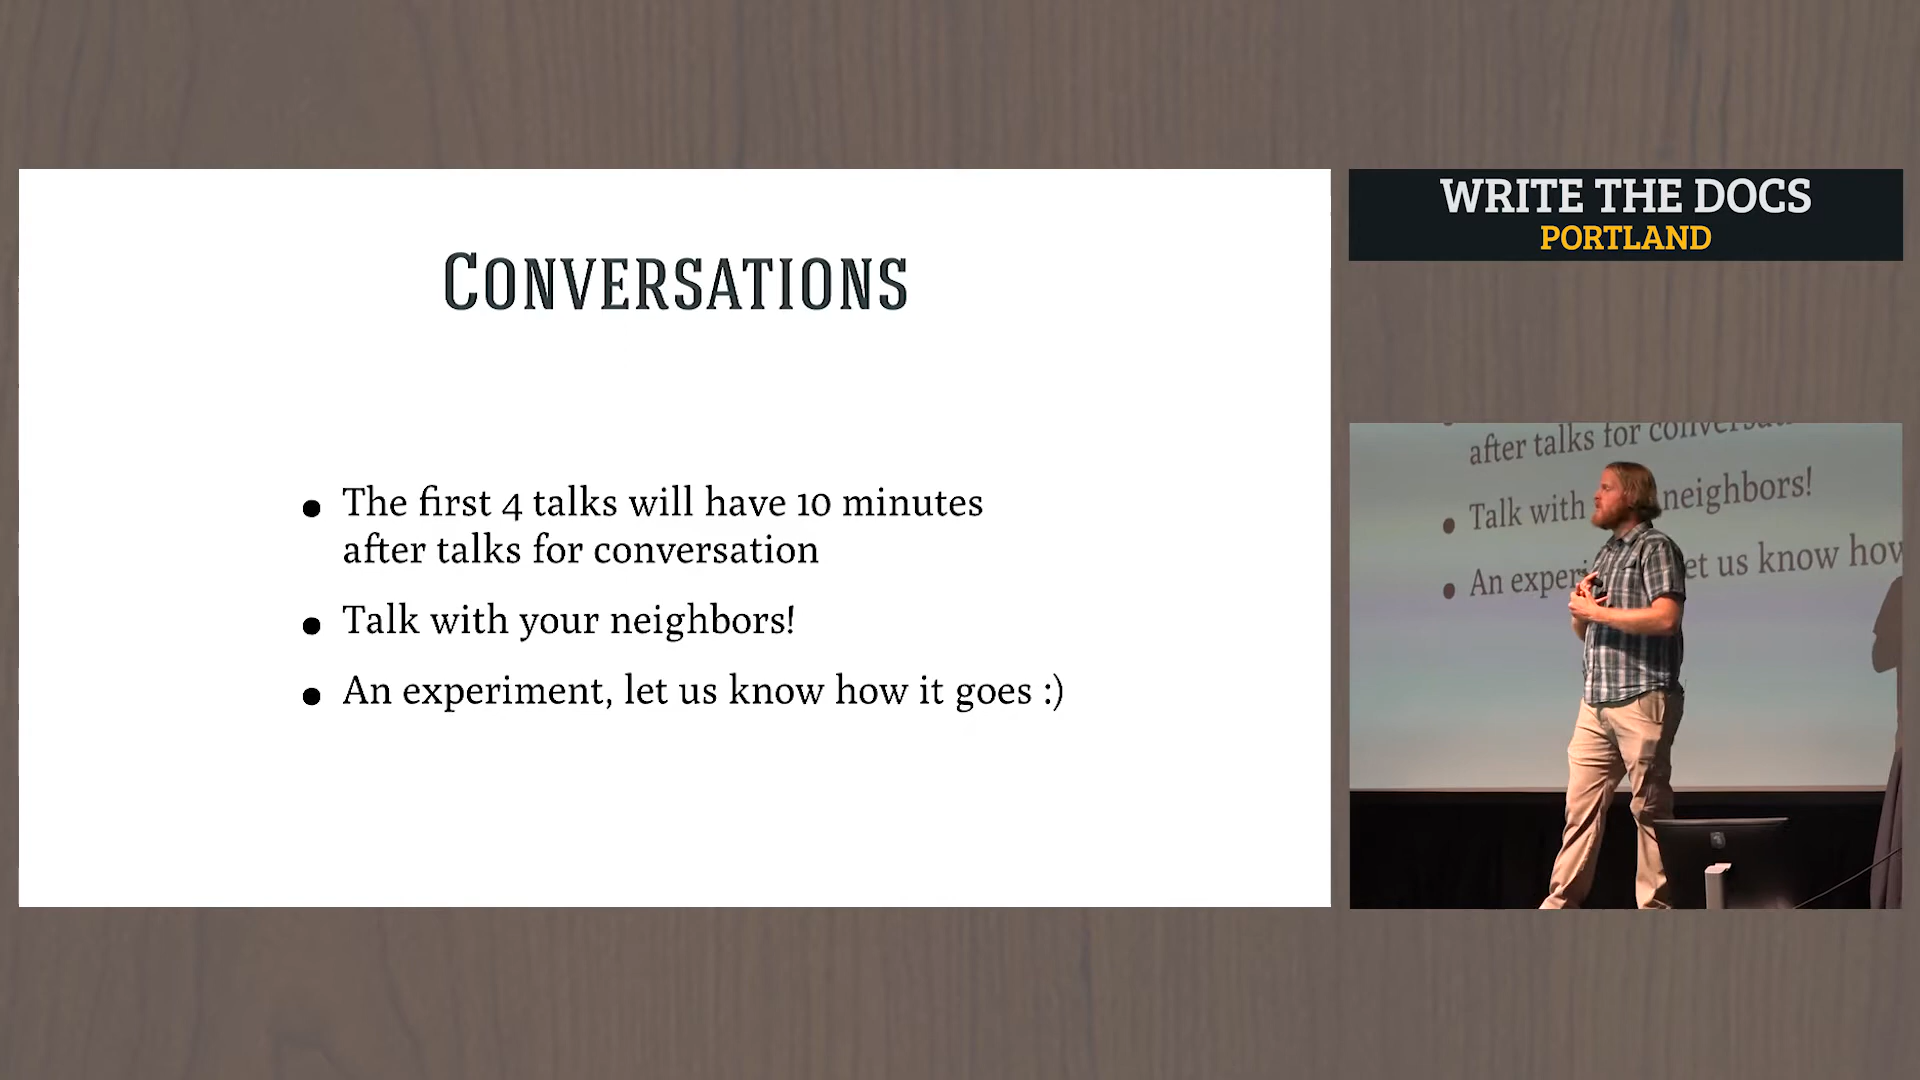 CONVERSATIONS
• The first 4 talks will have 10 minutes
after talks for conversation
• Talk with your neighbors!
• An experiment, let us know how it goes :)
WRITE THE DOCS
PORTLAND
after talks for
• Talk with neighbors!
• An experi et us know how